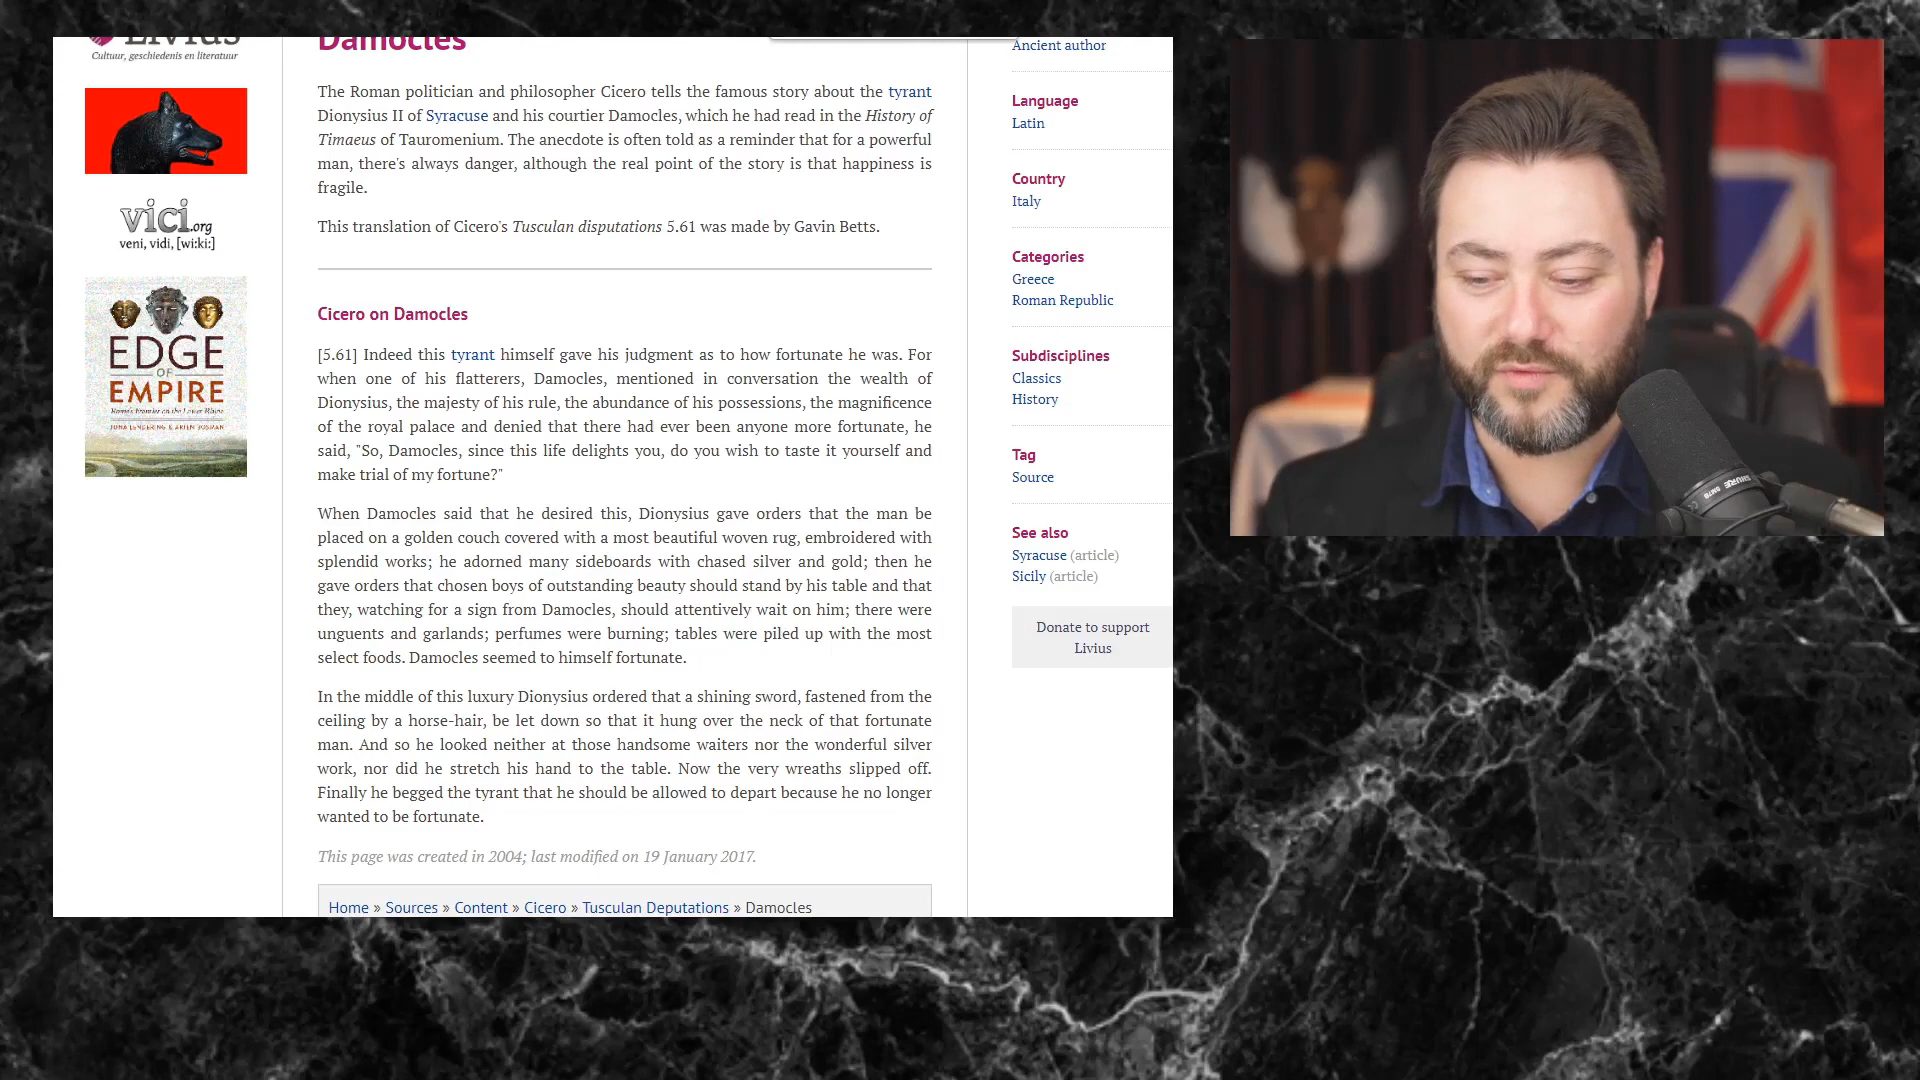 Livius
Cultuur, geschiedenis en literatuur
vici.org
veni, vidi, [wi:ki:]
EDGE
OF
EMPIRE
Rome's Frontier on the Lower Rhine
JONA LENDERING & ARJEN BOSMAN
Damocles
The Roman politician and philosopher Cicero tells the famous story about the tyrant
Dionysius II of Syracuse and his courtier Damocles, which he had read in the History of
Timaeus of Tauromenium. The anecdote is often told as a reminder that for a powerful
man, there's always danger, although the real point of the story is that happiness is
fragile.
This translation of Cicero's Tusculan disputations 5.61 was made by Gavin Betts.
Cicero on Damocles
[5.61] Indeed this tyrant himself gave his judgment as to how fortunate he was. For
when one of his flatterers, Damocles, mentioned in conversation the wealth of
Dionysius, the majesty of his rule, the abundance of his possessions, the magnificence
of the royal palace and denied that there had ever been anyone more fortunate, he
said, "So, Damocles, since this life delights you, do you wish to taste it yourself and
make trial of my fortune?"
When Damocles said that he desired this, Dionysius gave orders that the man be
placed on a golden couch covered with a most beautiful woven rug, embroidered with
splendid works; he adorned many sideboards with chased silver and gold; then he
gave orders that chosen boys of outstanding beauty should stand by his table and that
they, watching for a sign from Damocles, should attentively wait on him; there were
unguents and garlands; perfumes were burning; tables were piled up with the most
select foods. Damocles seemed to himself fortunate.
In the middle of this luxury Dionysius ordered that a shining sword, fastened from the
ceiling by a horse-hair, be let down so that it hung over the neck of that fortunate
man. And so he looked neither at those handsome waiters nor the wonderful silver
work, nor did he stretch his hand to the table. Now the very wreaths slipped off.
Finally he begged the tyrant that he should be allowed to depart because he no longer
wanted to be fortunate.
This page was created in 2004; last modified on 19 January 2017.
Home » Sources » Content » Cicero » Tusculan Deputations » Damocles
Ancient author
Language
Latin
Country
Italy
Categories
Greece
Roman Republic
Subdisciplines
Classics
History
Tag
Source
See also
Syracuse (article)
Sicily (article)
Donate to support
Livius
SHURE
SM7B